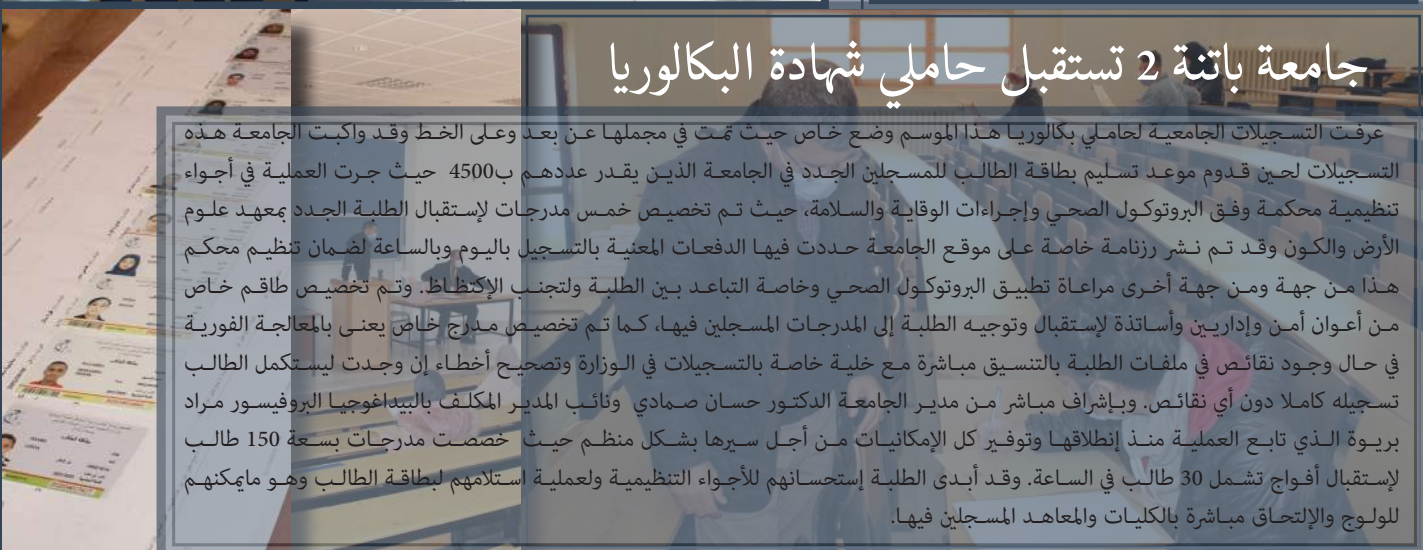 جامعة باتنة 2 تستقبل حاملي شهادة البكالوريا
عرفت التسجيلات الجامعية لحاملي بكالوريا هذا الموسم وضع خاص حيث تمت في مجملها عن بعد وعلى الخط وقد واكبت الجامعة هذه
التسجيلات لحين قدوم موعد تسليم بطاقة الطالب للمسجلين الجدد في الجامعة الذين يقدر عددهم ب4500 حيث جرت العملية في أجواء
تنظيمية محكمة وفق البروتوكول الصحي وإجراءات الوقاية والسلامة، حيث تم تخصيص خمس مدرجات لإستقبال الطلبة الجدد بمعهد علوم
الأرض والكون وقد تم نشر رزنامة خاصة على موقع الجامعة حددت فيها الدفعات المعنية بالتسجيل باليوم وبالساعة لضمان تنظيم محكم
هذا من جهة ومن جهة أخرى مراعاة تطبيق البروتوكول الصحي وخاصة التباعد بين الطلبة ولتجنب الإكتظاظ. وتم تخصيص طاقم خاص
من أعوان أمن وإداريين وأساتذة لإستقبال وتوجيه الطلبة إلى المدرجات المسجلين فيها، كما تم تخصيص مدرج خاص يعنى بالمعالجة الفورية
في حال وجود نقائص في ملفات الطلبة بالتنسيق مباشرة مع خلية خاصة بالتسجيلات في الوزارة وتصحيح أخطاء إن وجدت ليستكمل الطالب
تسجيله كاملا دون أي نقائص. وبإشراف مباشر من مدير الجامعة الدكتور حسان صمادي ونائب المدير المكلف بالبيداغوجيا البروفيسور مراد
بريوة الذي تابع العملية منذ إنطلاقها وتوفير كل الإمكانيات من أجل سيرها بشكل منظم حيث خصصت مدرجات بسعة 150 طالب
لإستقبال أفواج تشمل 30 طالب في الساعة. وقد أبدى الطلبة إستحسانهم للأجواء التنظيمية ولعملية استلامهم لبطاقة الطالب وهو مايمكنهم
للولوج والإلتحاق مباشرة بالكليات والمعاهد المسجلين فيها.